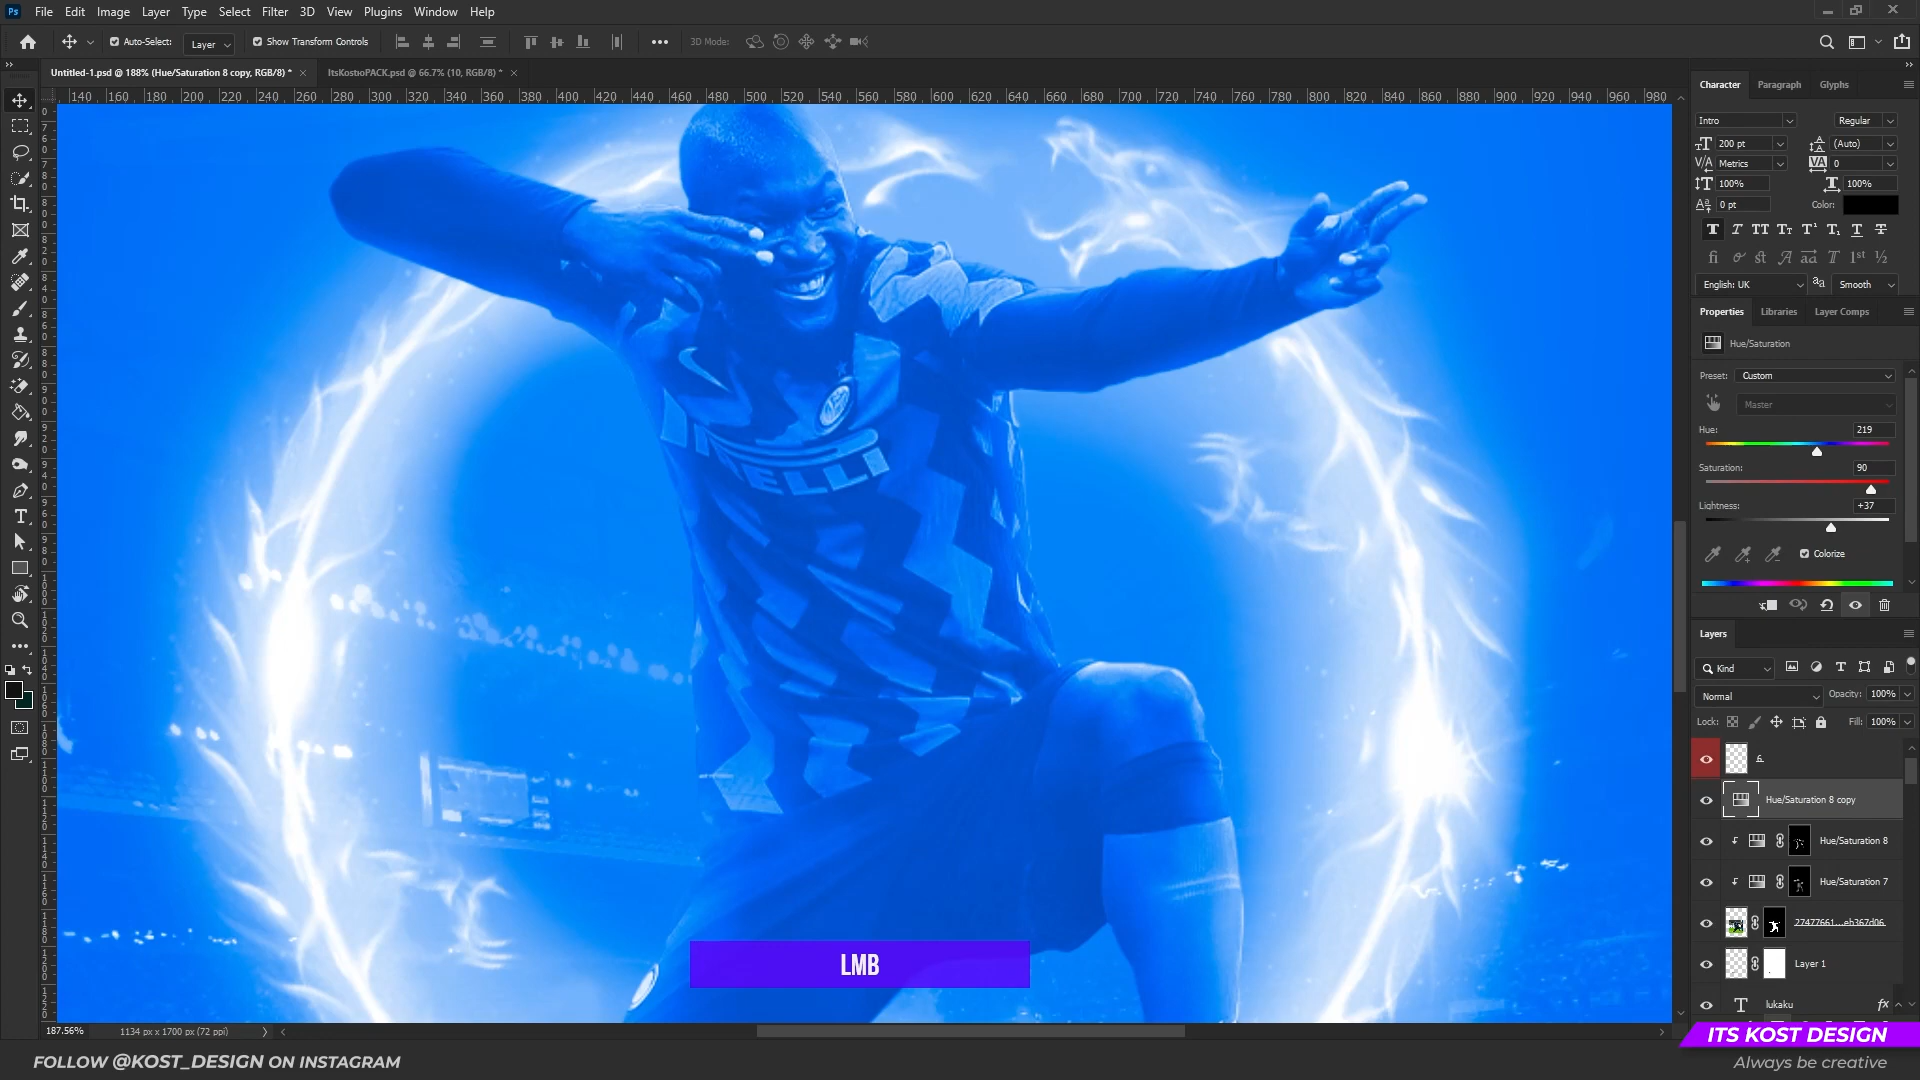 Ps File Edit Image Layer Type Select Filter 3D View Plugins Window Help
Auto-Select: Layer Show Transform Controls 3D Mode:
Untitled-1.psd @ 188% (Hue/Saturation 8 copy, RGB/8) * ItsKostioPACK.psd @ 66.7% (10, RGB/8) *
140 160 180 200 220 240 260 280 300 320 340 360 380 400 420 440 460 480 500 520 540 560 580 600 620 640 660 680 700 720 740 760 780 800 820 840 860 880 900 920 940 960 980
Character Paragraph Glyphs
Intro Regular
200 pt (Auto)
Metrics 0
100% 100%
0 pt Color:
English: UK Smooth
Properties Libraries Layer Comps
Hue/Saturation
Preset: Custom
Master
Hue: 219
Saturation: 90
Lightness: +37
Colorize
Layers
Kind
Normal Opacity: 100%
Lock: Fill: 100%
Hue/Saturation 8 copy
Hue/Saturation 8
Hue/Saturation 7
27477661...eb367d06
Layer 1
lukaku fx
IRELLI
LMB
187.56% 1134 px x 1700 px (72 ppi)
ITS KOST DESIGN
FOLLOW @KOST_DESIGN ON INSTAGRAM
Always be creative